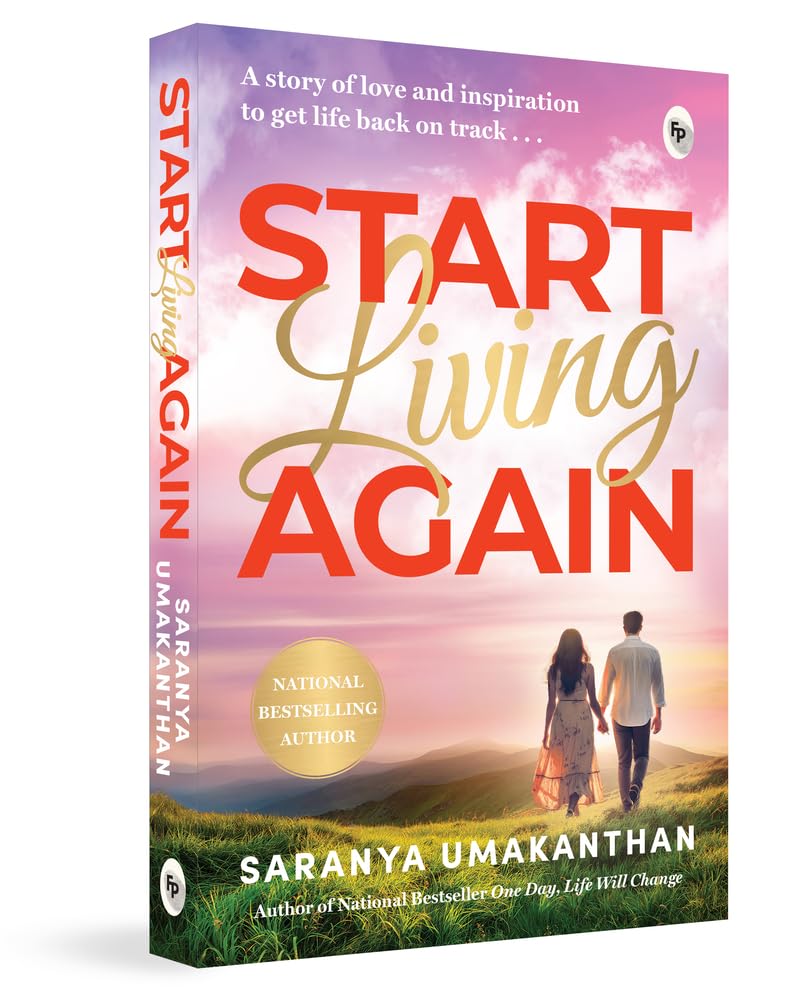 A story of love and inspiration
to get life back on track . . .
FP
START
Living
AGAIN
NATIONAL
BESTSELLING
AUTHOR
SARANYA UMAKANTHAN
Author of National Bestseller One Day, Life Will Change
START Living AGAIN
SARANYA
UMAKANTHAN
FP